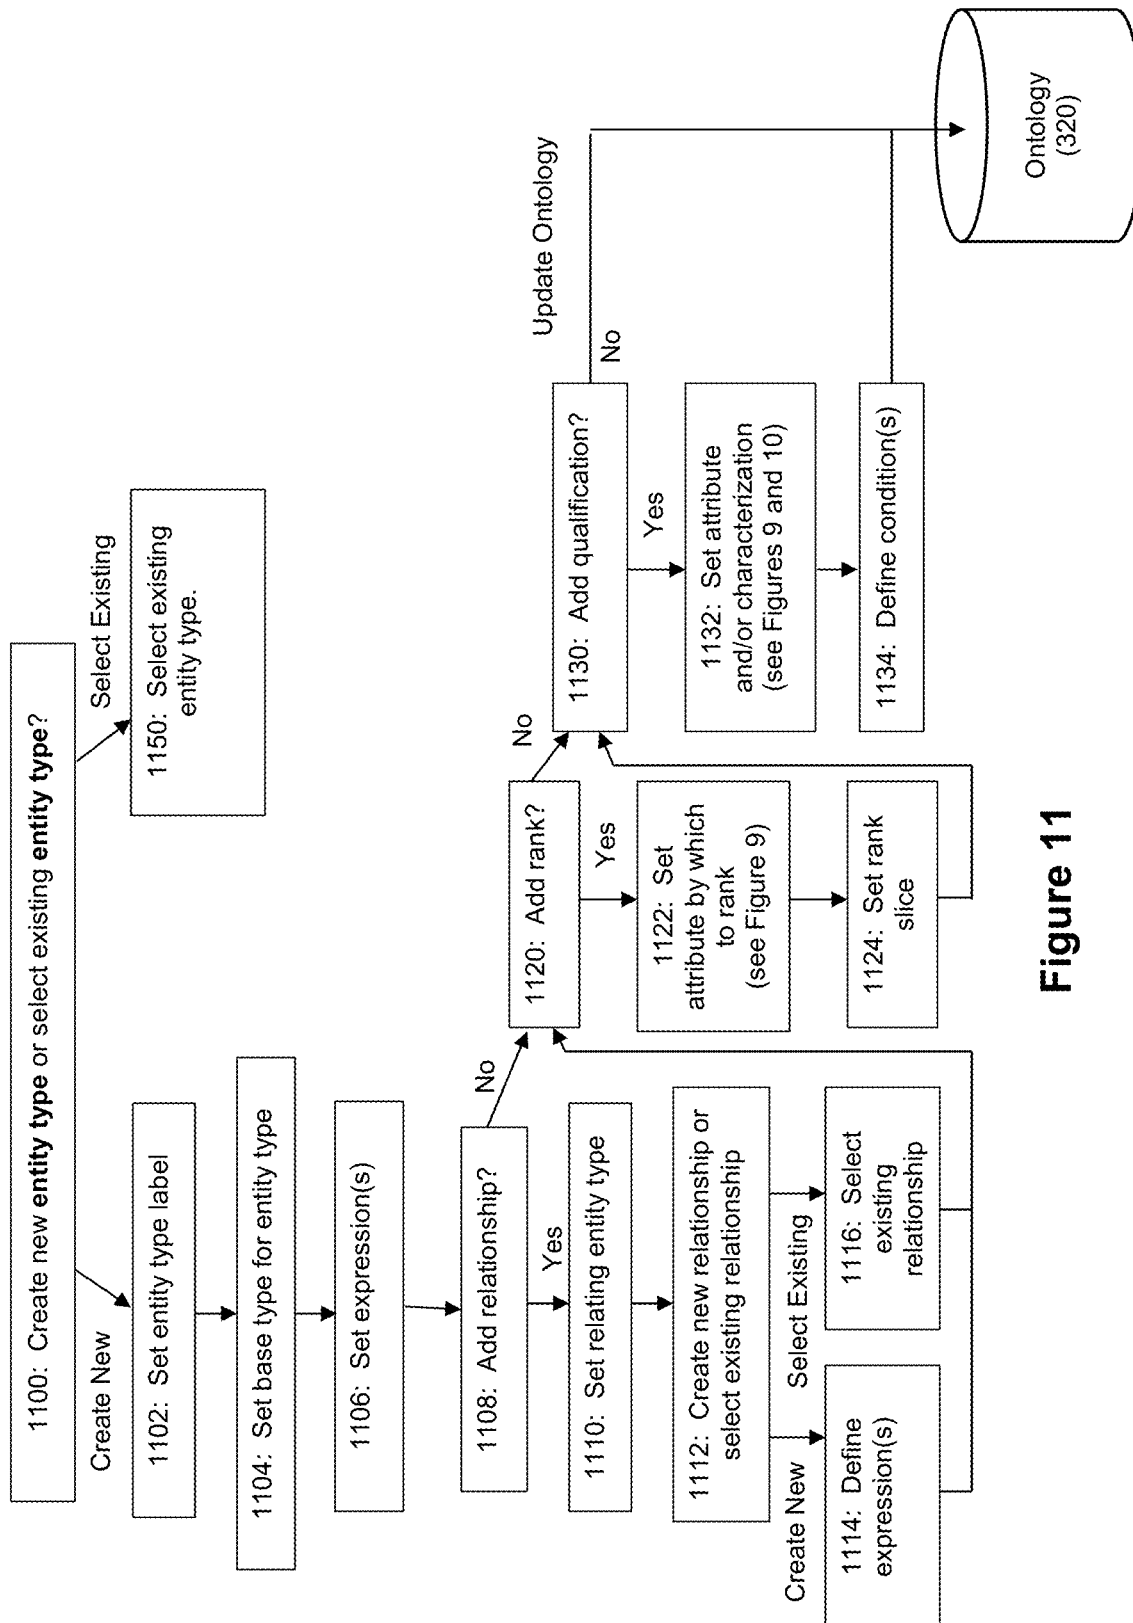 1100: Create new entity type or select existing entity type?
Create New
Select Existing
1102: Set entity type label
1150: Select existing
entity type.
1104: Set base type for entity type
1106: Set expression(s)
1108: Add relationship?
No
Yes
1110: Set relating entity type
1112: Create new relationship or
select existing relationship
Create New
Select Existing
1114: Define
expression(s)
1116: Select
existing
relationship
1120: Add rank?
No
Yes
1122: Set
attribute by which
to rank
(see Figure 9)
1124: Set rank
slice
1130: Add qualification?
No
Yes
Update Ontology
1132: Set attribute
and/or characterization
(see Figures 9 and 10)
1134: Define condition(s)
Ontology
(320)
Figure 11